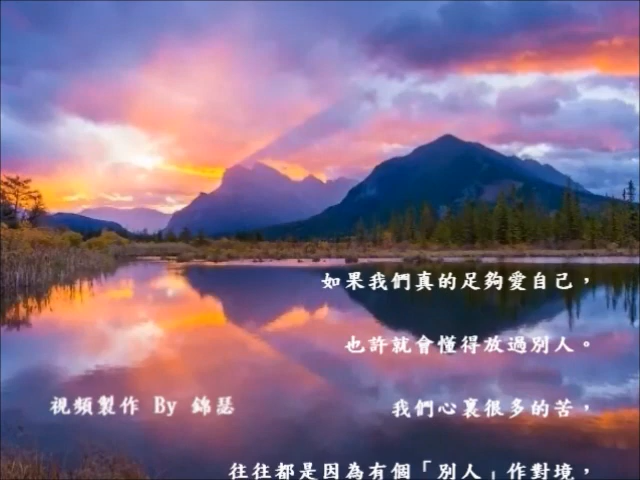 如果我們真的足夠愛自己，
也許就會懂得放過別人。
視頻製作 By 錦瑟
我們心裏很多的苦，
往往都是因為有個「別人」作對境，